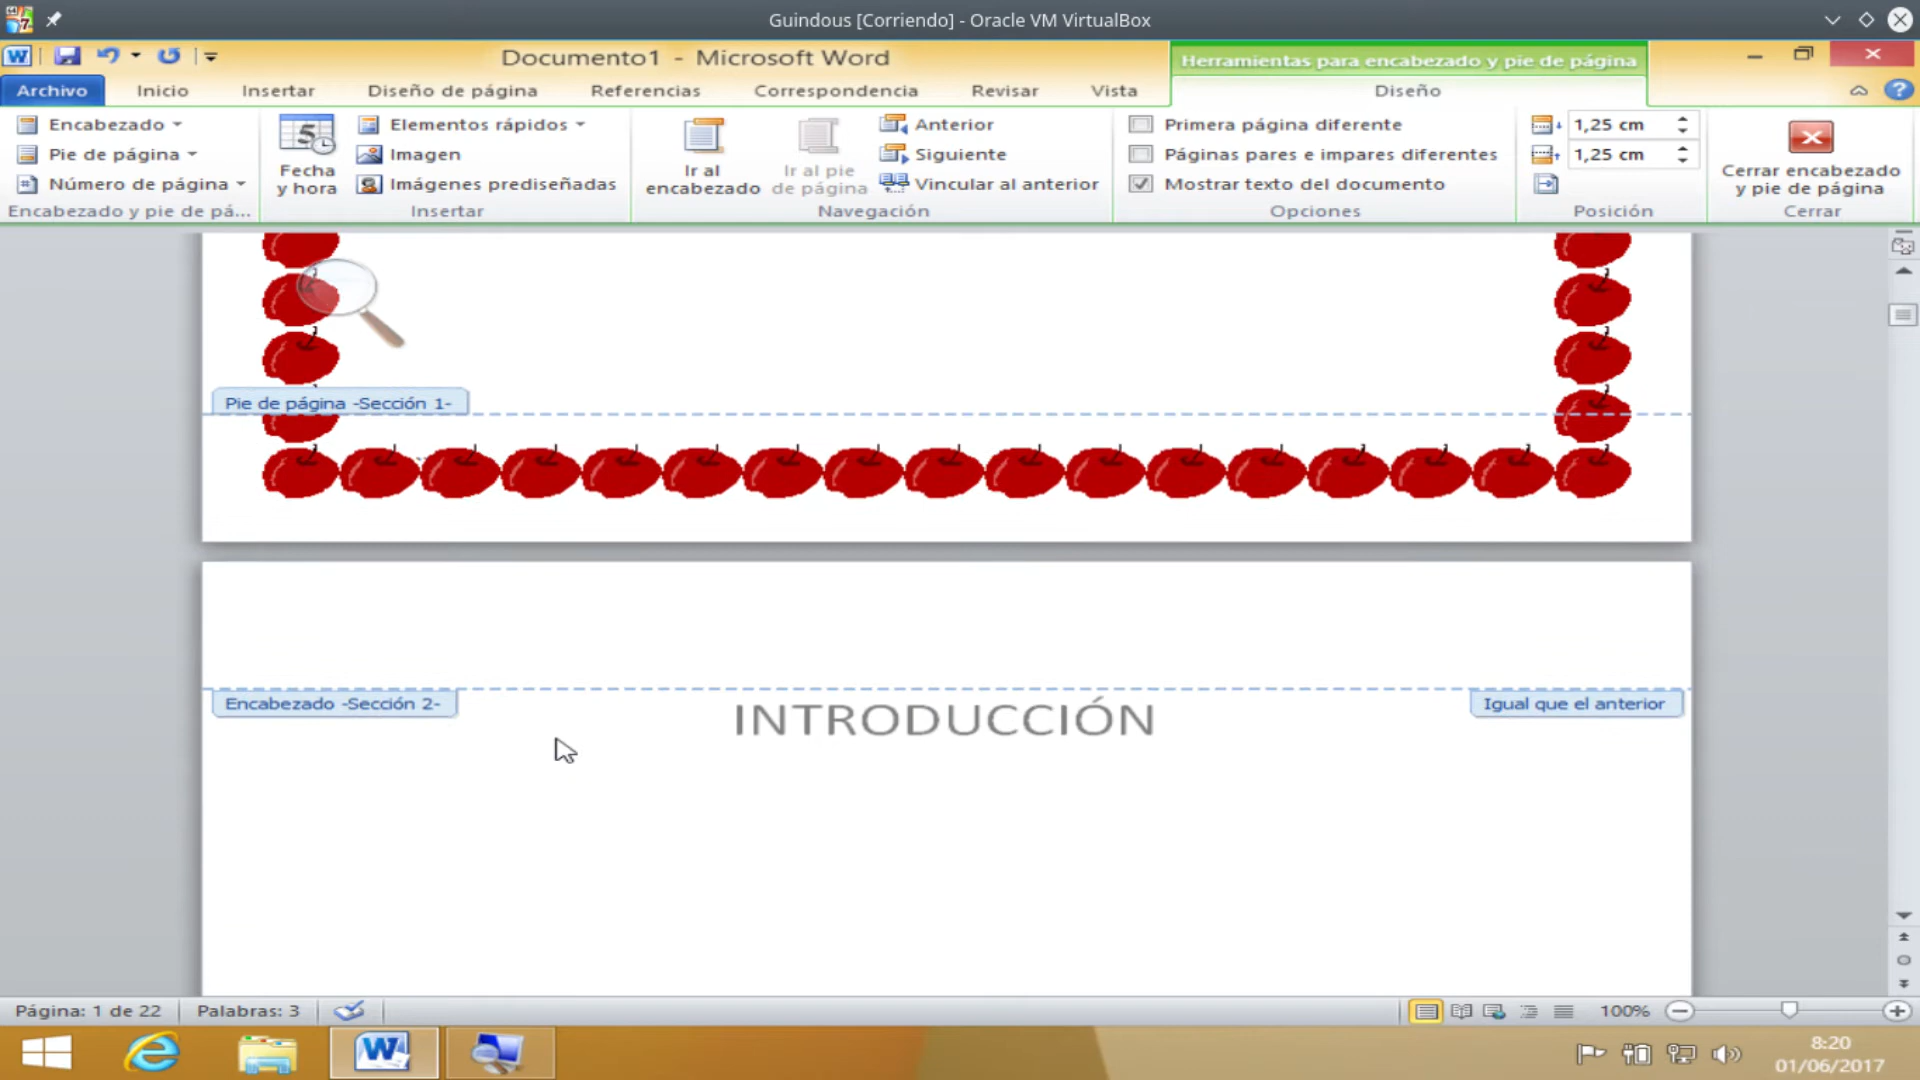 Guindous [Corriendo] - Oracle VM VirtualBox
Documento1 - Microsoft Word
Herramientas para encabezado y pie de página
Archivo Inicio Insertar Diseño de página Referencias Correspondencia Revisar Vista Diseño
Encabezado
Pie de página
Número de página
Encabezado y pie de pá...
Fecha
y hora
Elementos rápidos
Imagen
Imágenes prediseñadas
Insertar
Ir al
encabezado
Ir al pie
de página
Anterior
Siguiente
Vincular al anterior
Navegación
Primera página diferente
Páginas pares e impares diferentes
Mostrar texto del documento
Opciones
1,25 cm
1,25 cm
Posición
Cerrar encabezado
y pie de página
Cerrar
Pie de página -Sección 1-
Encabezado -Sección 2-
Igual que el anterior
INTRODUCCIÓN
Página: 1 de 22 Palabras: 3 100%
8:20
01/06/2017